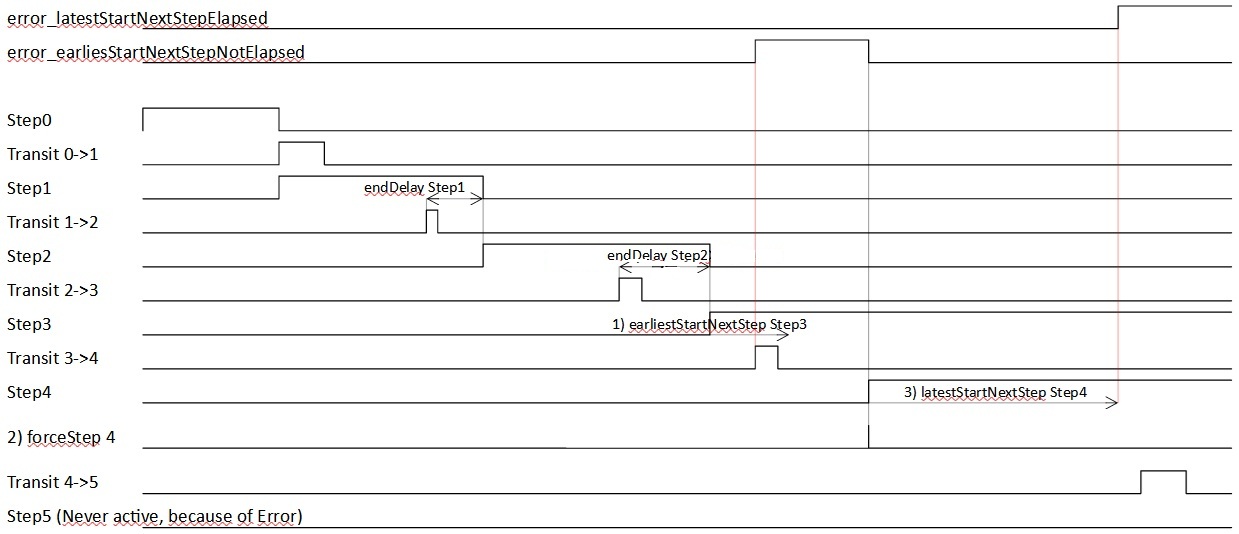 error_latestStartNextStepElapsed
error_earliesStartNextStepNotElapsed
Step0
Transit 0->1
Step1
endDelay Step1
Transit 1->2
Step2
endDelay Step2
Transit 2->3
Step3
1) earliestStartNextStep Step3
Transit 3->4
Step4
3) latestStartNextStep Step4
2) forceStep 4
Transit 4->5
Step5 (Never active, because of Error)